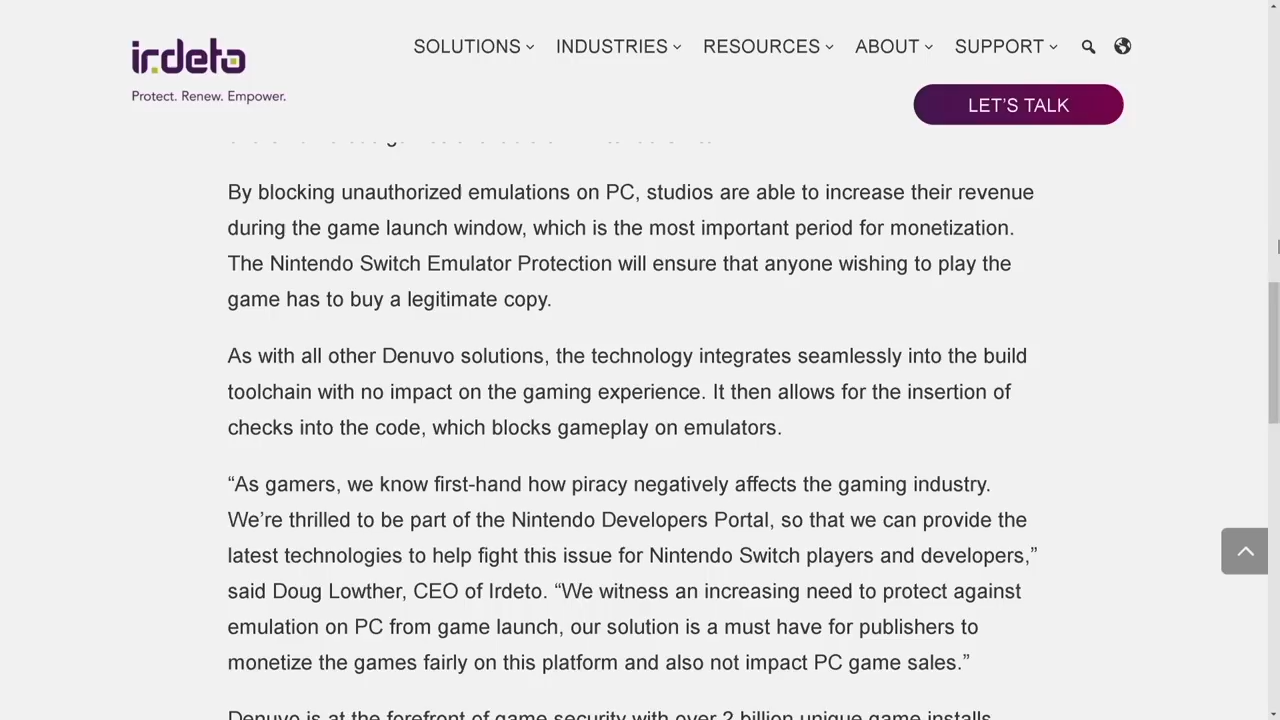 irdeto
Protect. Renew. Empower.
SOLUTIONS
INDUSTRIES
RESOURCES
ABOUT
SUPPORT
LET’S TALK
By blocking unauthorized emulations on PC, studios are able to increase their revenue
during the game launch window, which is the most important period for monetization.
The Nintendo Switch Emulator Protection will ensure that anyone wishing to play the
game has to buy a legitimate copy.
As with all other Denuvo solutions, the technology integrates seamlessly into the build
toolchain with no impact on the gaming experience. It then allows for the insertion of
checks into the code, which blocks gameplay on emulators.
“As gamers, we know first-hand how piracy negatively affects the gaming industry.
We’re thrilled to be part of the Nintendo Developers Portal, so that we can provide the
latest technologies to help fight this issue for Nintendo Switch players and developers,”
said Doug Lowther, CEO of Irdeto. “We witness an increasing need to protect against
emulation on PC from game launch, our solution is a must have for publishers to
monetize the games fairly on this platform and also not impact PC game sales.”
Denuvo is at the forefront of game security with over 2 billion unique game installs